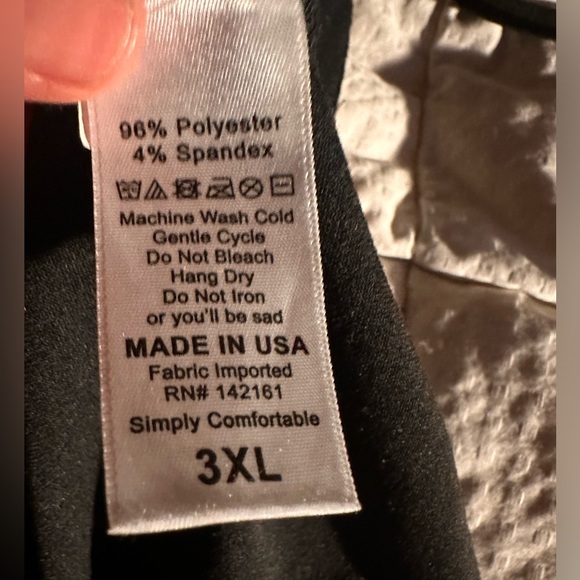 96% Polyester
4% Spandex
Machine Wash Cold
Gentle Cycle
Do Not Bleach
Hang Dry
Do Not Iron
or you'll be sad
MADE IN USA
Fabric Imported
RN# 142161
Simply Comfortable
3XL